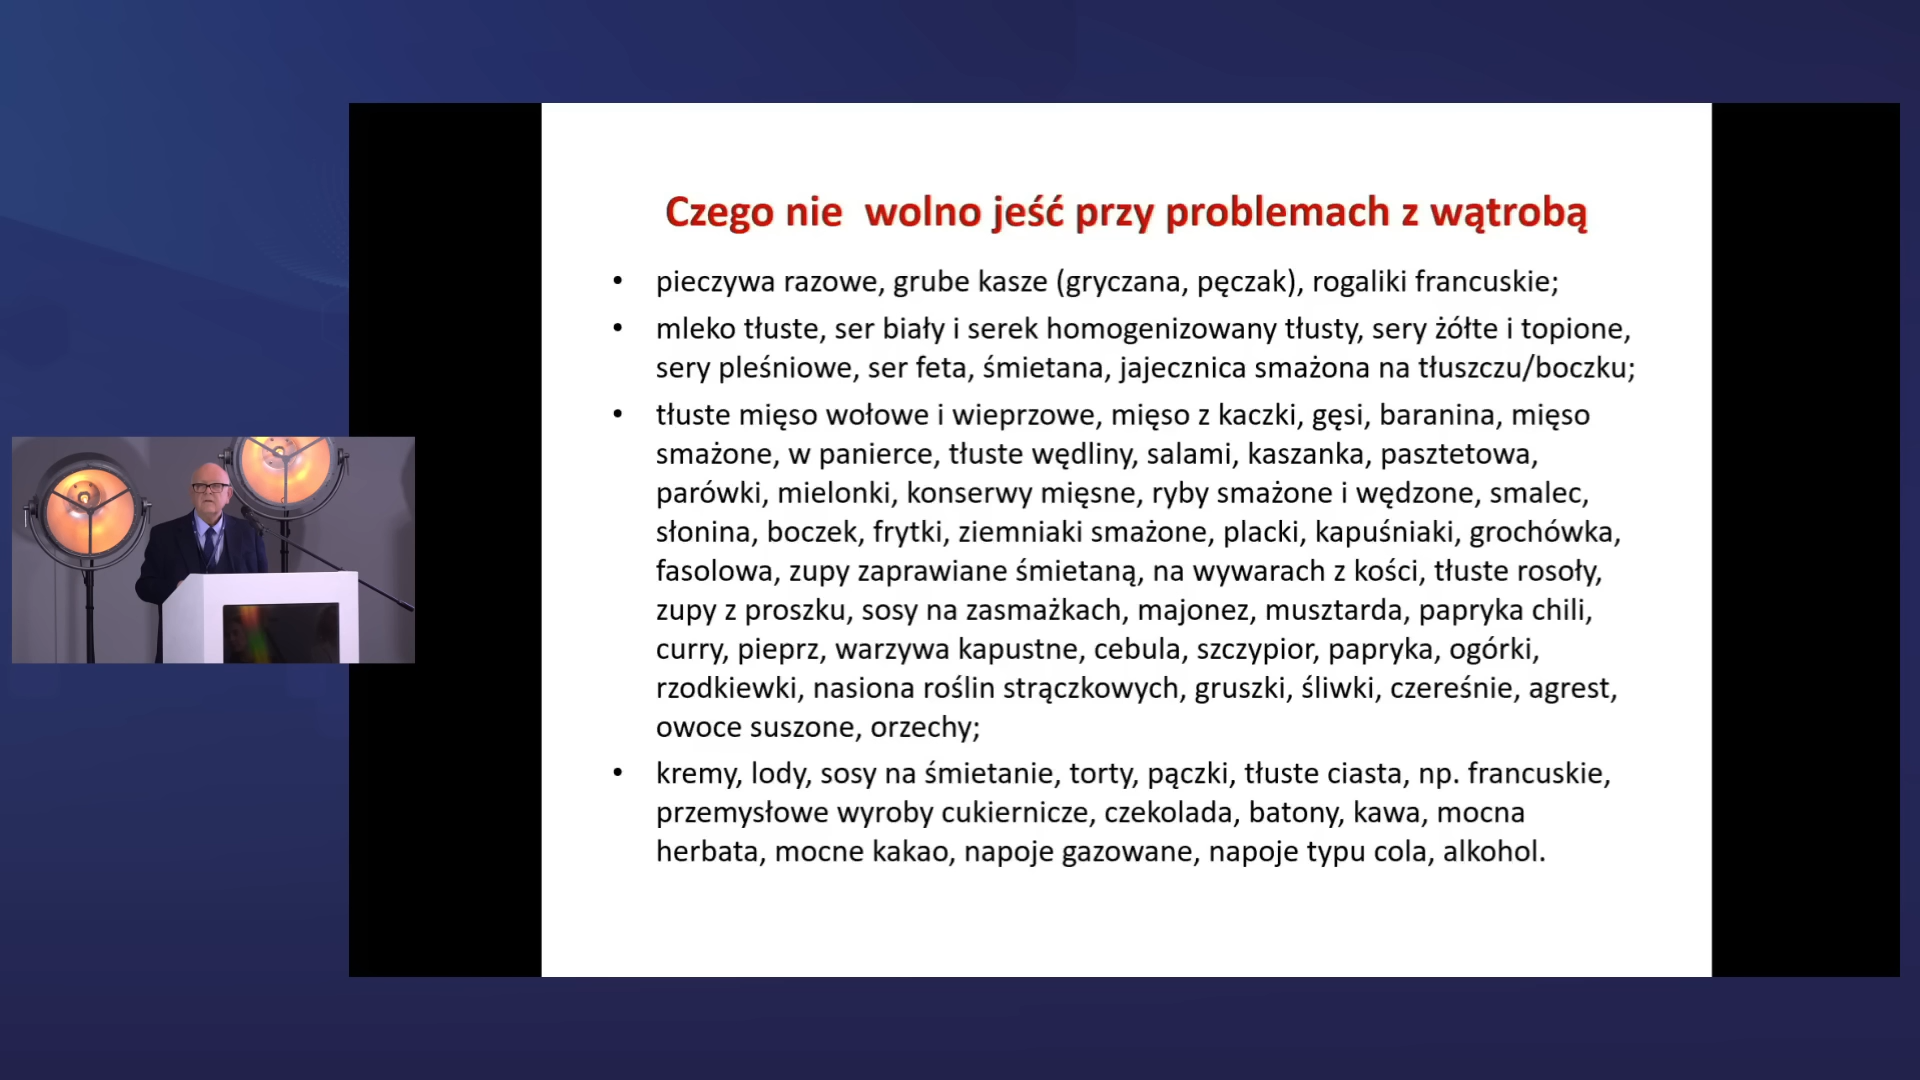 Czego nie  wolno jeść przy problemach z wątrobą
• pieczywa razowe, grube kasze (gryczana, pęczak), rogaliki francuskie;
• mleko tłuste, ser biały i serek homogenizowany tłusty, sery żółte i topione,
sery pleśniowe, ser feta, śmietana, jajecznica smażona na tłuszczu/boczku;
• tłuste mięso wołowe i wieprzowe, mięso z kaczki, gęsi, baranina, mięso
smażone, w panierce, tłuste wędliny, salami, kaszanka, pasztetowa,
parówki, mielonki, konserwy mięsne, ryby smażone i wędzone, smalec,
słonina, boczek, frytki, ziemniaki smażone, placki, kapuśniaki, grochówka,
fasolowa, zupy zaprawiane śmietaną, na wywarach z kości, tłuste rosoły,
zupy z proszku, sosy na zasmażkach, majonez, musztarda, papryka chili,
curry, pieprz, warzywa kapustne, cebula, szczypior, papryka, ogórki,
rzodkiewki, nasiona roślin strączkowych, gruszki, śliwki, czereśnie, agrest,
owoce suszone, orzechy;
• kremy, lody, sosy na śmietanie, torty, pączki, tłuste ciasta, np. francuskie,
przemysłowe wyroby cukiernicze, czekolada, batony, kawa, mocna
herbata, mocne kakao, napoje gazowane, napoje typu cola, alkohol.